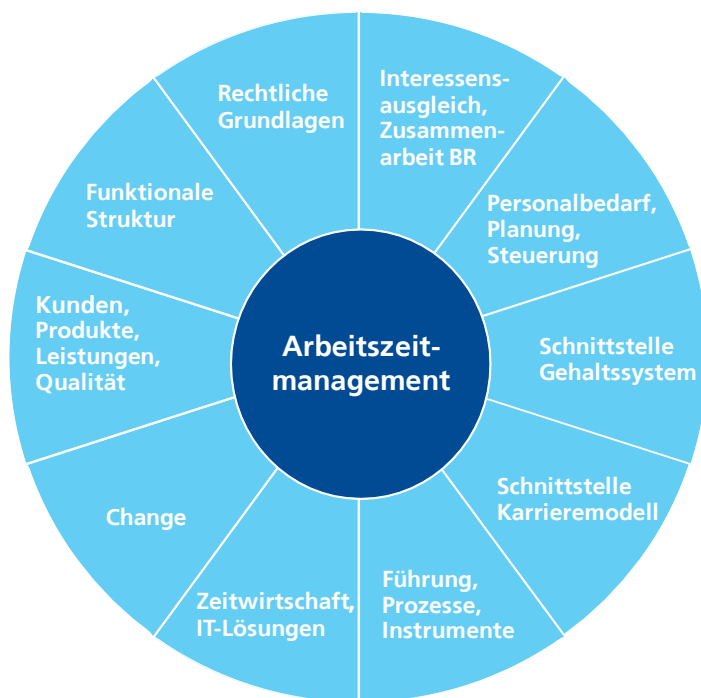 Rechtliche
Grundlagen
Interessens-
ausgleich,
Zusammen-
arbeit BR
Personalbedarf,
Planung,
Steuerung
Schnittstelle
Gehaltssystem
Schnittstelle
Karrieremodell
Führung,
Prozesse,
Instrumente
Zeitwirtschaft,
IT-Lösungen
Change
Kunden,
Produkte,
Leistungen,
Qualität
Funktionale
Struktur
Arbeitszeit-
management